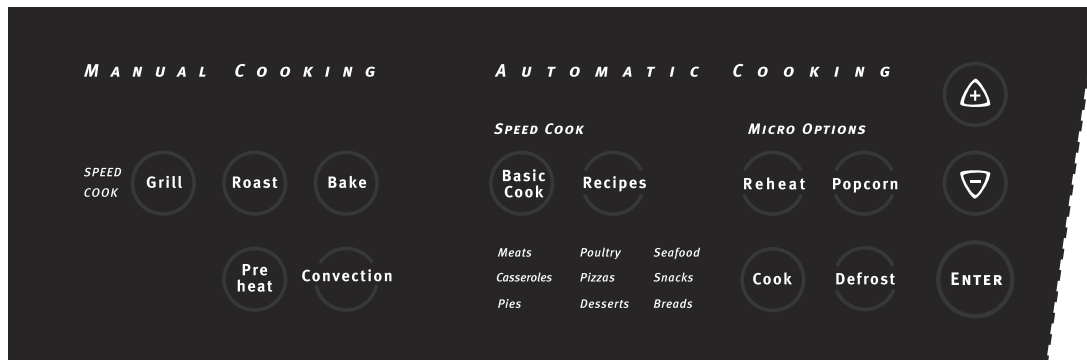 MANUAL COOKING
SPEED COOK
Grill
Roast
Bake
Pre heat
Convection
AUTOMATIC COOKING
SPEED COOK
Basic Cook
Recipes
Meats Poultry Seafood
Casseroles Pizzas Snacks
Pies Desserts Breads
MICRO OPTIONS
Reheat
Popcorn
Cook
Defrost
+
−
ENTER